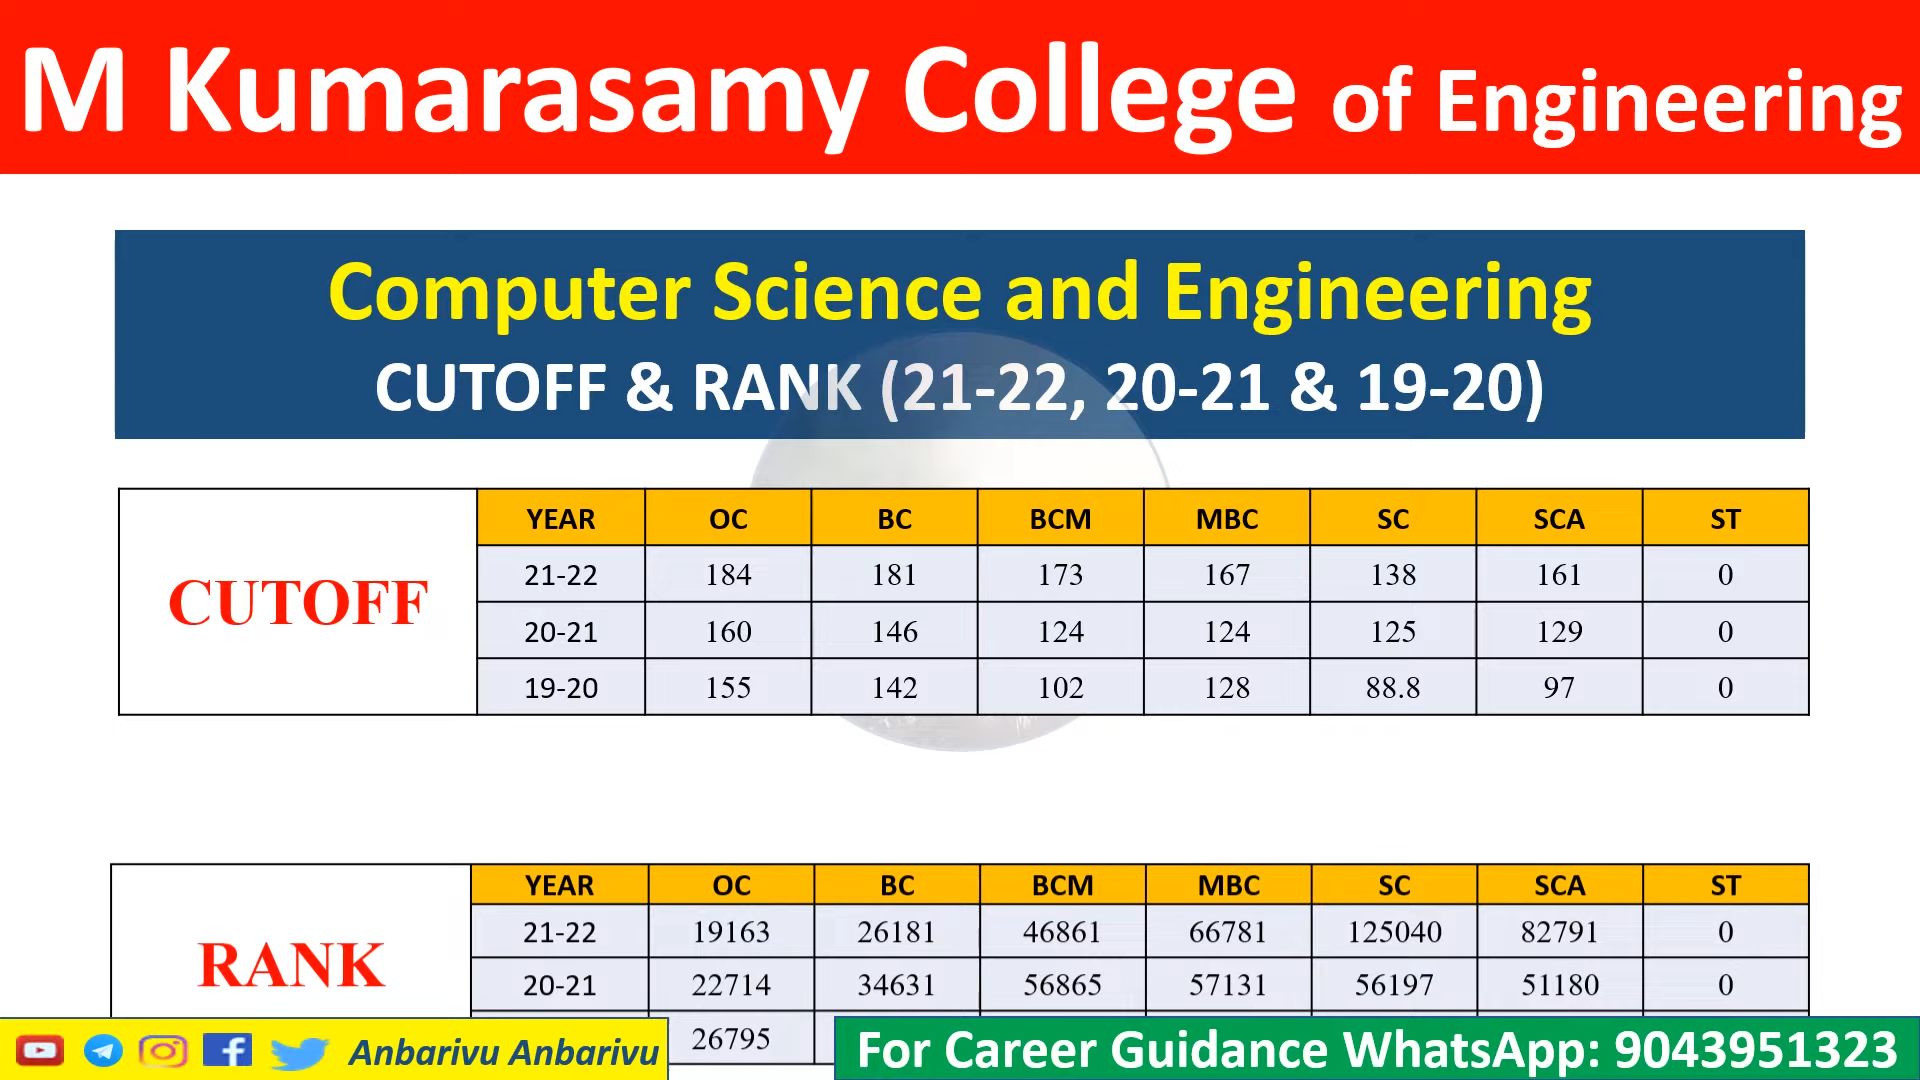 M Kumarasamy College of Engineering
Computer Science and Engineering
CUTOFF & RANK (21-22, 20-21 & 19-20)
CUTOFF
YEAR OC BC BCM MBC SC SCA ST
21-22 184 181 173 167 138 161 0
20-21 160 146 124 124 125 129 0
19-20 155 142 102 128 88.8 97 0
RANK
YEAR OC BC BCM MBC SC SCA ST
21-22 19163 26181 46861 66781 125040 82791 0
20-21 22714 34631 56865 57131 56197 51180 0
26795
Anbarivu Anbarivu
For Career Guidance WhatsApp: 9043951323